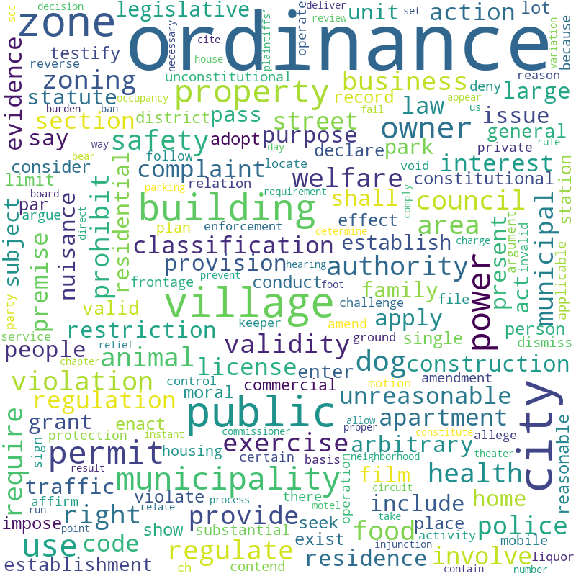 scc decision legislative deliver review set
zone ordinance unit action cite operate plaintiffs' lot because
testify necessary variation
evidence reverse house reason
zoning unconstitutional property business deny us
statute burden occupancy ban record fail appear large
section district pass street law issue
say way safety adopt purpose owner general rule
bear day declare park void private
consider follow complaint locate interest constitutional station
limit board relation welfare
par argue direct nuisance prohibit residential building shall council municipal
subject premise plan requirement effect area comply
party enforcement determine charge
classification establish present act argument invalid applicable
provision authority power
frontage conduct hearing
valid prevent foot family file
service restriction village challenge apply single person
keeper amend dismiss
people chapter relief animal validity ground amendment
control license enter dog construction
violation moral commercial motion unreasonable city
regulation public constitute allege
grant enact housing certain basis apartment reasonable
require sign protection instant commissioner allow proper
permit exercise arbitrary neighborhood theater
result municipality film health
traffic process there operation circuit
affirm right violate motel take include home
run relate provide seek food place police
impose point show substantial exist injunction activity mobile
use code regulate residence involve liquor
establishment ch contend contain number